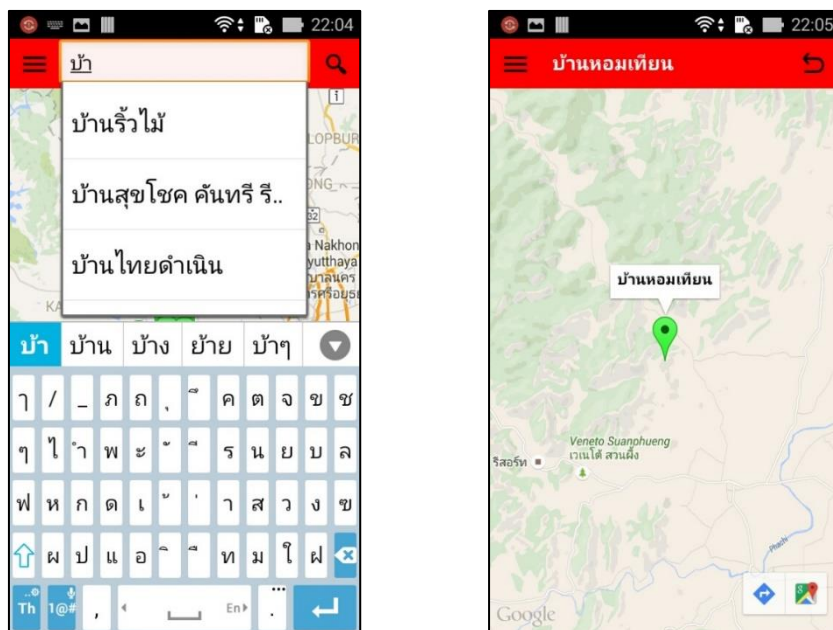 22:04
บ้า
บ้านริ้วไม้
บ้านสุขโชค คันทรี รี..
บ้านไทยดำเนิน
LOPBUR
32
a Nakhon
yutthaya
KA
บ้า บ้าน บ้าง ย้าย บ้าๆ
ๅ / _ ภ ถ ุ ึ ค ต จ ข ช
ๆ ไ ำ พ ะ ั ี ร น ย บ ล
ฟ ห ก ด เ ้ ่ า ส ว ง ฃ
ผ ป แ อ ิ ื ท ม ใ ฝ
Th 1@# , En .
22:05
บ้านหอมเทียน
บ้านหอมเทียน
Veneto Suanphueng
เวเนโต้ สวนผึ้ง
รีสอร์ท
Phachi
Google